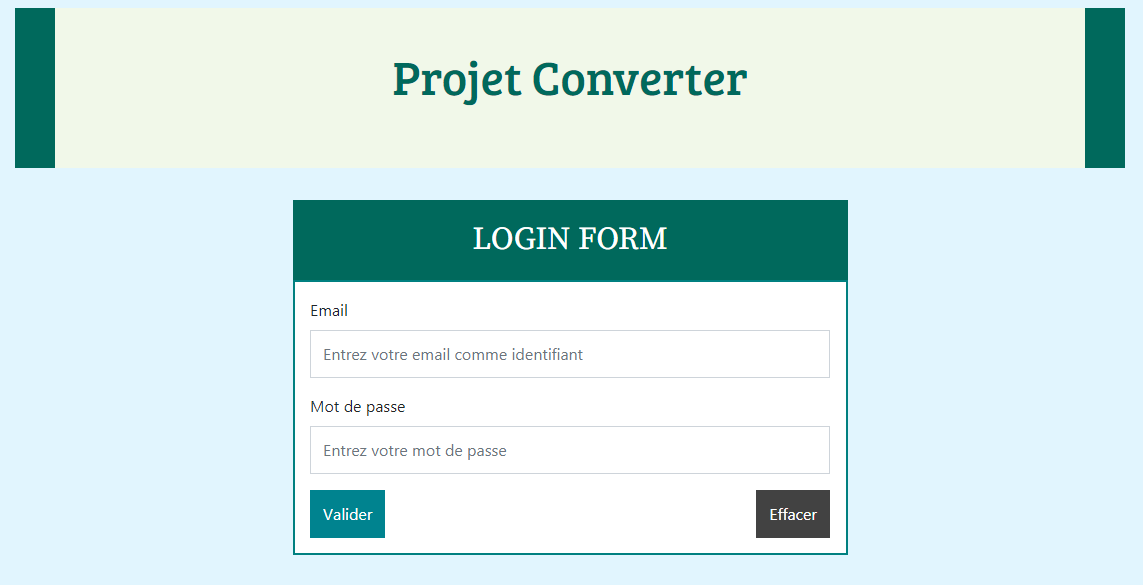 Projet Converter
LOGIN FORM
Email
Entrez votre email comme identifiant
Mot de passe
Entrez votre mot de passe
Valider
Effacer